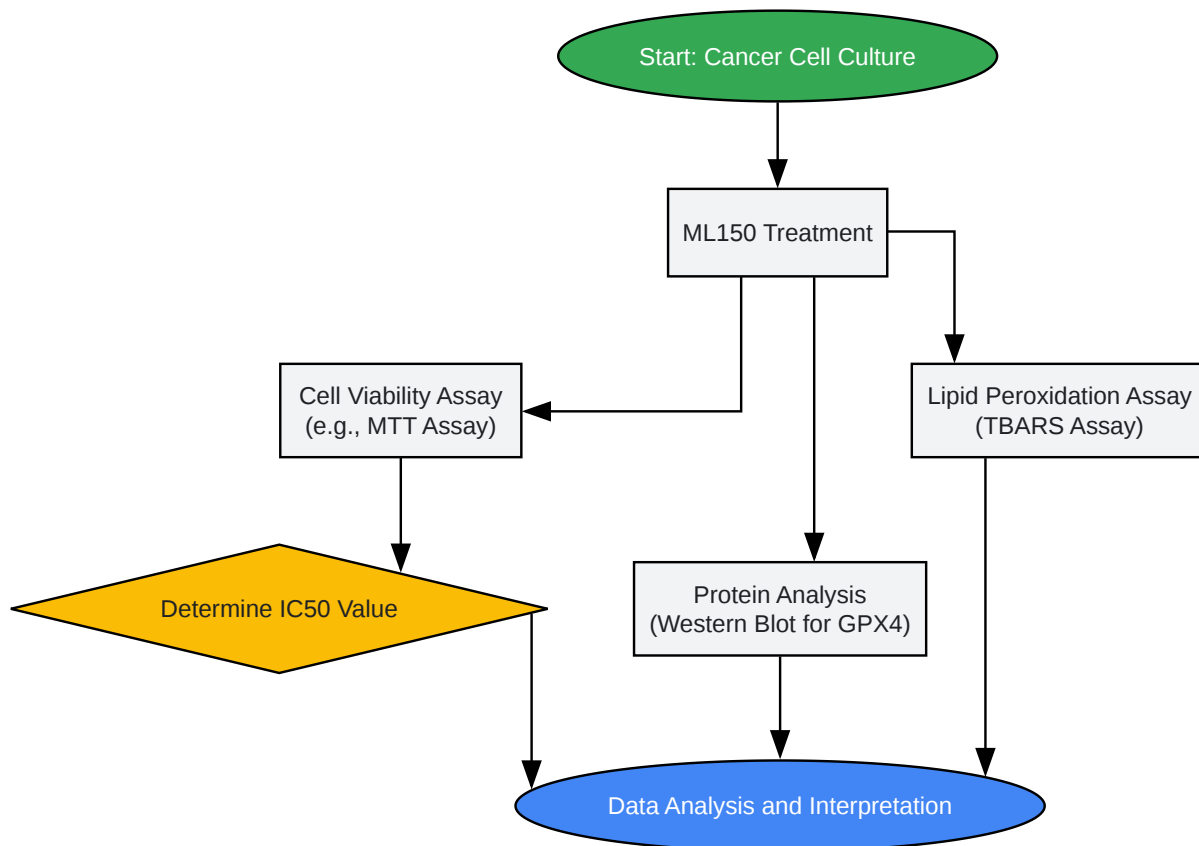 Start: Cancer Cell Culture
ML150 Treatment
Cell Viability Assay
(e.g., MTT Assay)
Lipid Peroxidation Assay
(TBARS Assay)
Determine IC50 Value
Protein Analysis
(Western Blot for GPX4)
Data Analysis and Interpretation